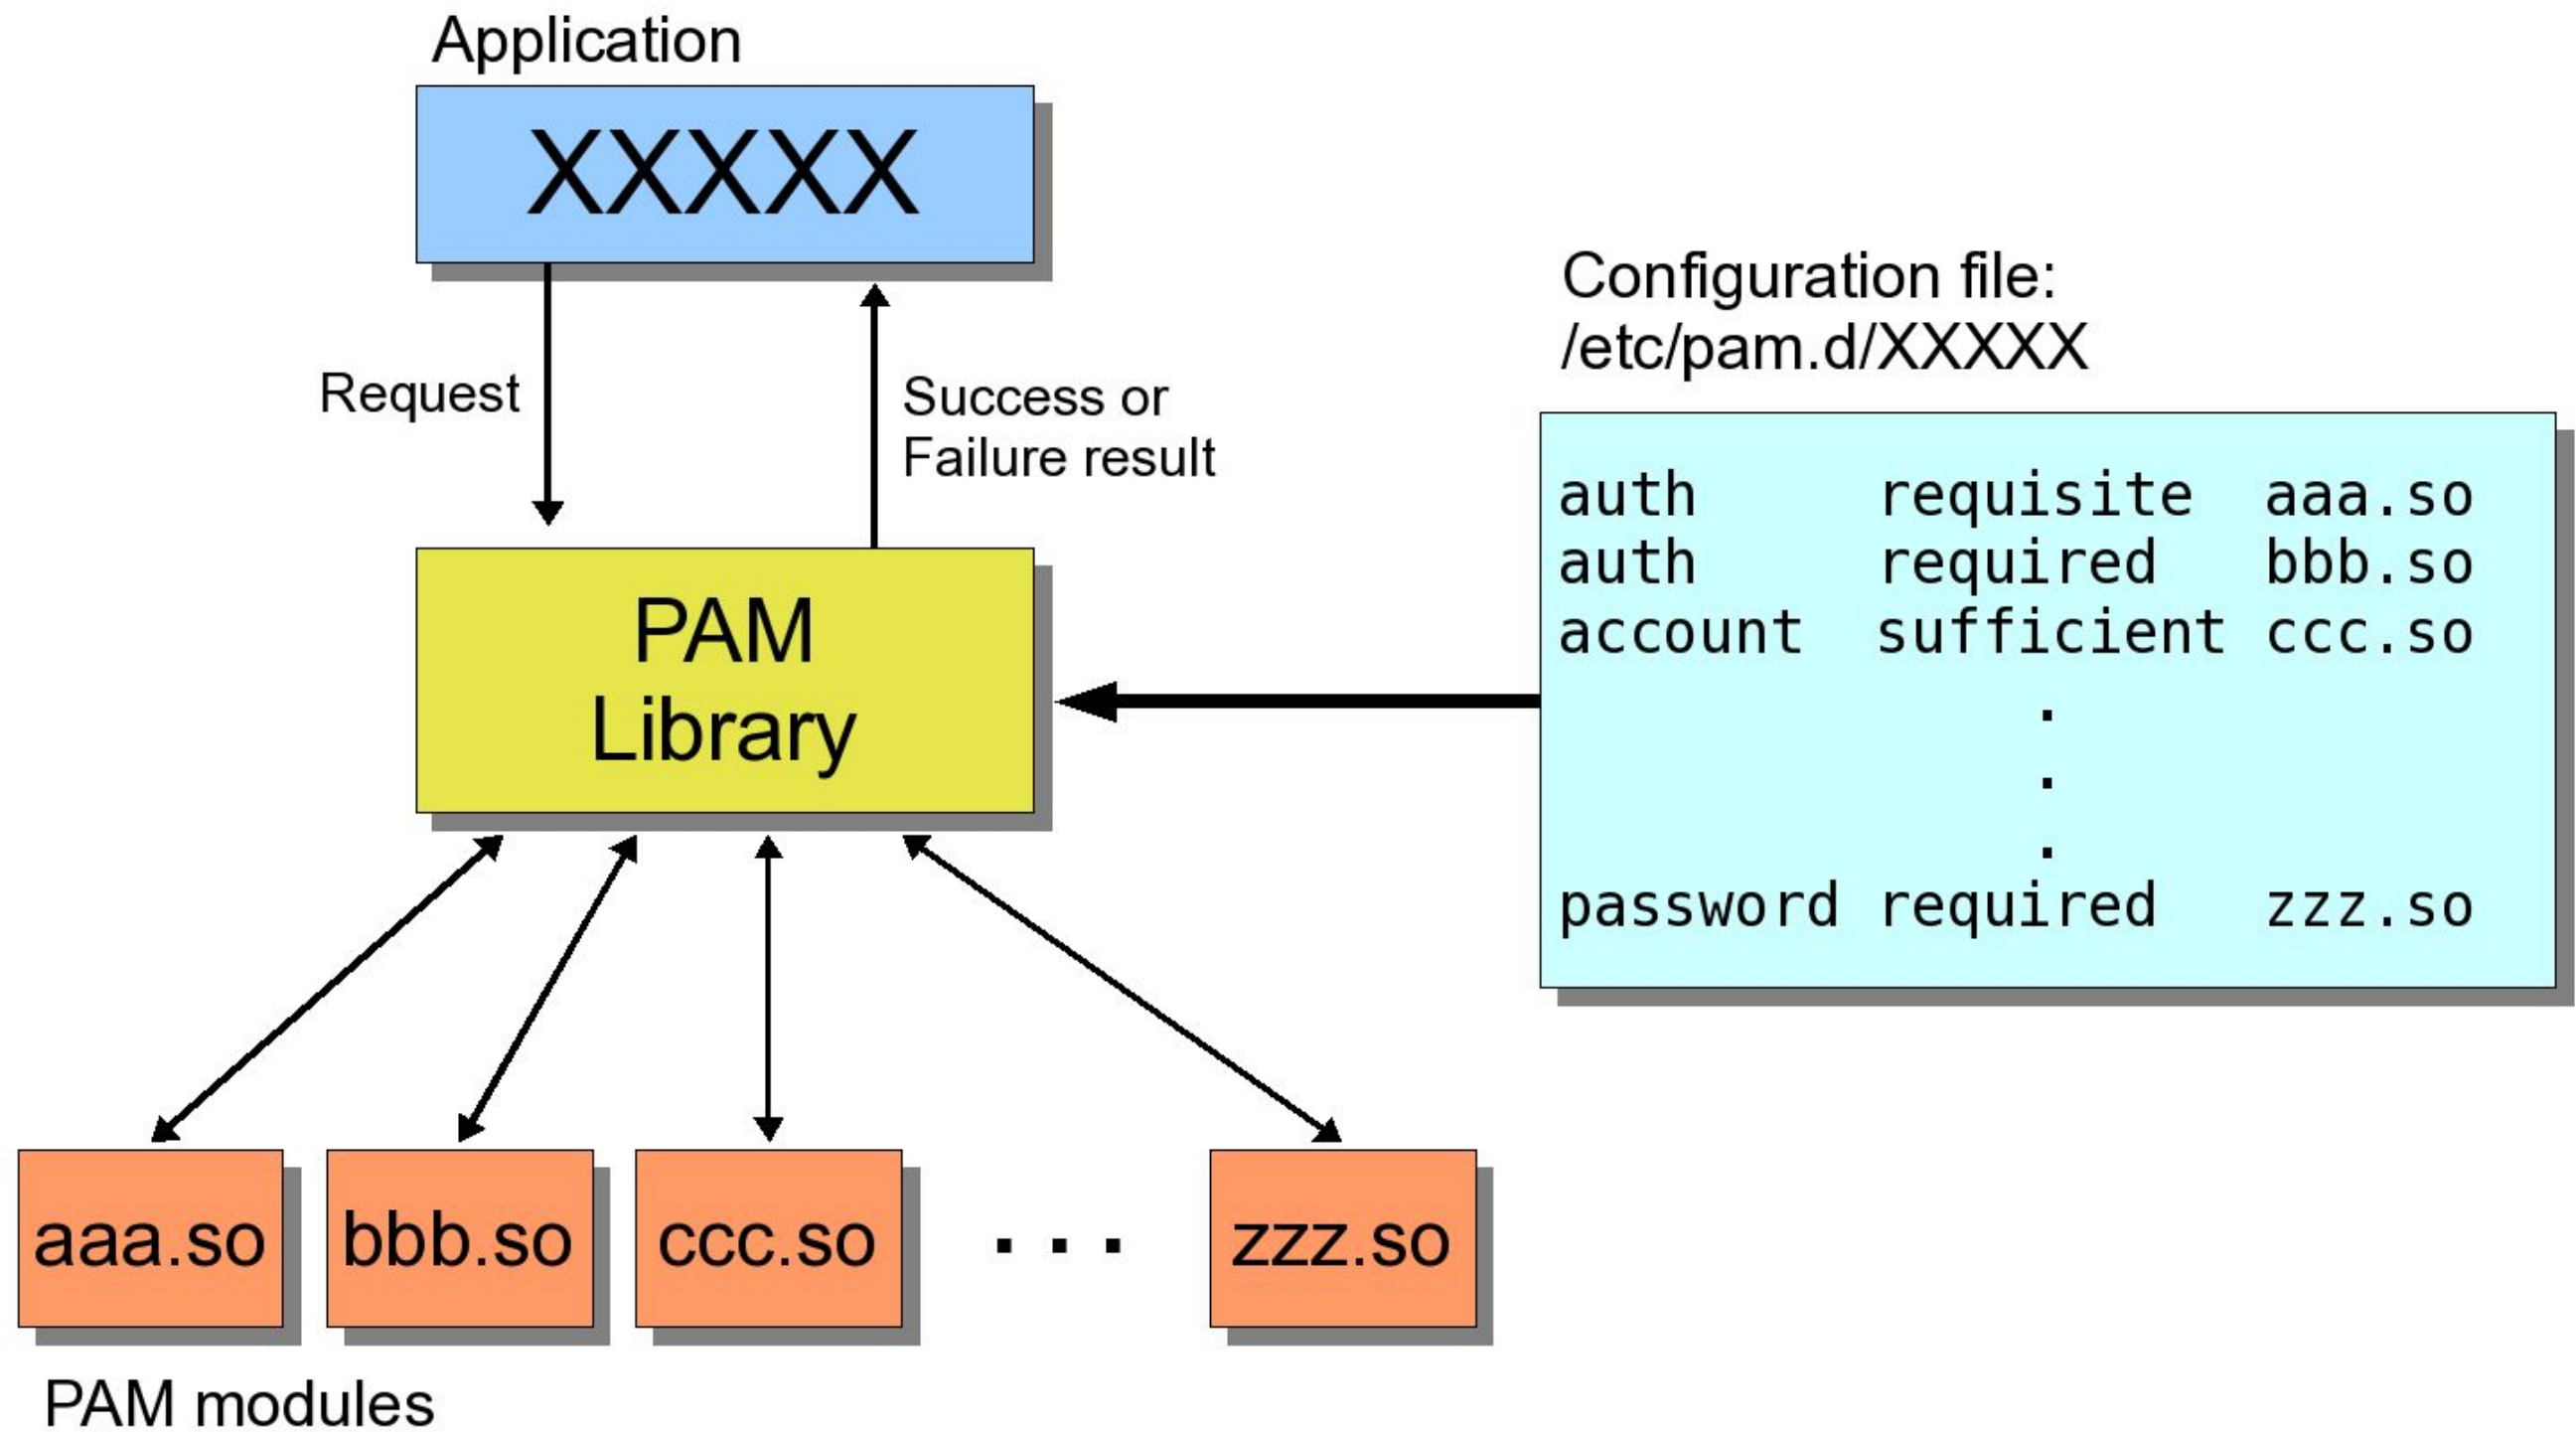 Application
XXXXX
Request
Success or
Failure result
PAM
Library
Configuration file:
/etc/pam.d/XXXXX
auth requisite aaa.so
auth required bbb.so
account sufficient ccc.so
.
.
.
password required zzz.so
aaa.so bbb.so ccc.so . . . zzz.so
PAM modules